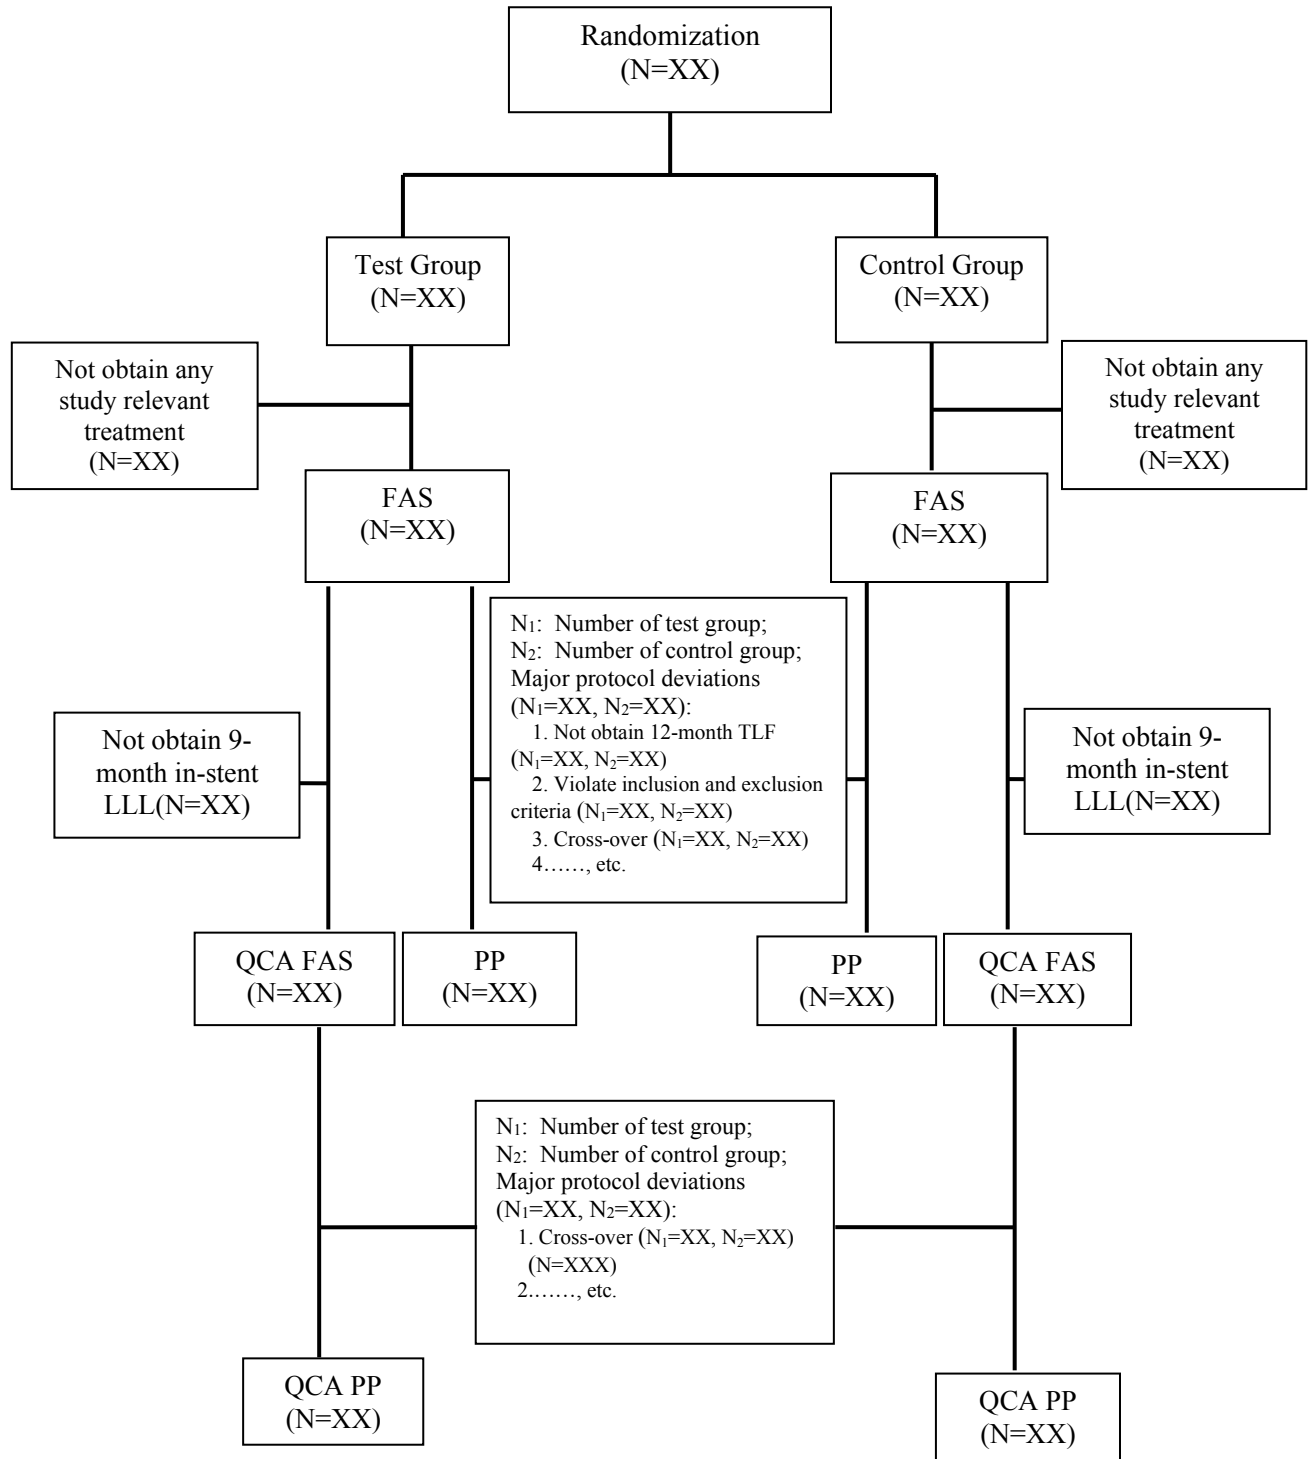 Randomization
(N=XX)
Test Group
(N=XX)
Control Group
(N=XX)
Not obtain any
study relevant
treatment
(N=XX)
Not obtain any
study relevant
treatment
(N=XX)
FAS
(N=XX)
FAS
(N=XX)
N₁: Number of test group;
N₂: Number of control group;
Major protocol deviations
(N₁=XX, N₂=XX):
1. Not obtain 12-month TLF
(N₁=XX, N₂=XX)
2. Violate inclusion and exclusion
criteria (N₁=XX, N₂=XX)
3. Cross-over (N₁=XX, N₂=XX)
4……, etc.
Not obtain 9-
month in-stent
LLL(N=XX)
Not obtain 9-
month in-stent
LLL(N=XX)
QCA FAS
(N=XX)
PP
(N=XX)
PP
(N=XX)
QCA FAS
(N=XX)
N₁: Number of test group;
N₂: Number of control group;
Major protocol deviations
(N₁=XX, N₂=XX):
1. Cross-over (N₁=XX, N₂=XX)
(N=XXX)
2.……, etc.
QCA PP
(N=XX)
QCA PP
(N=XX)